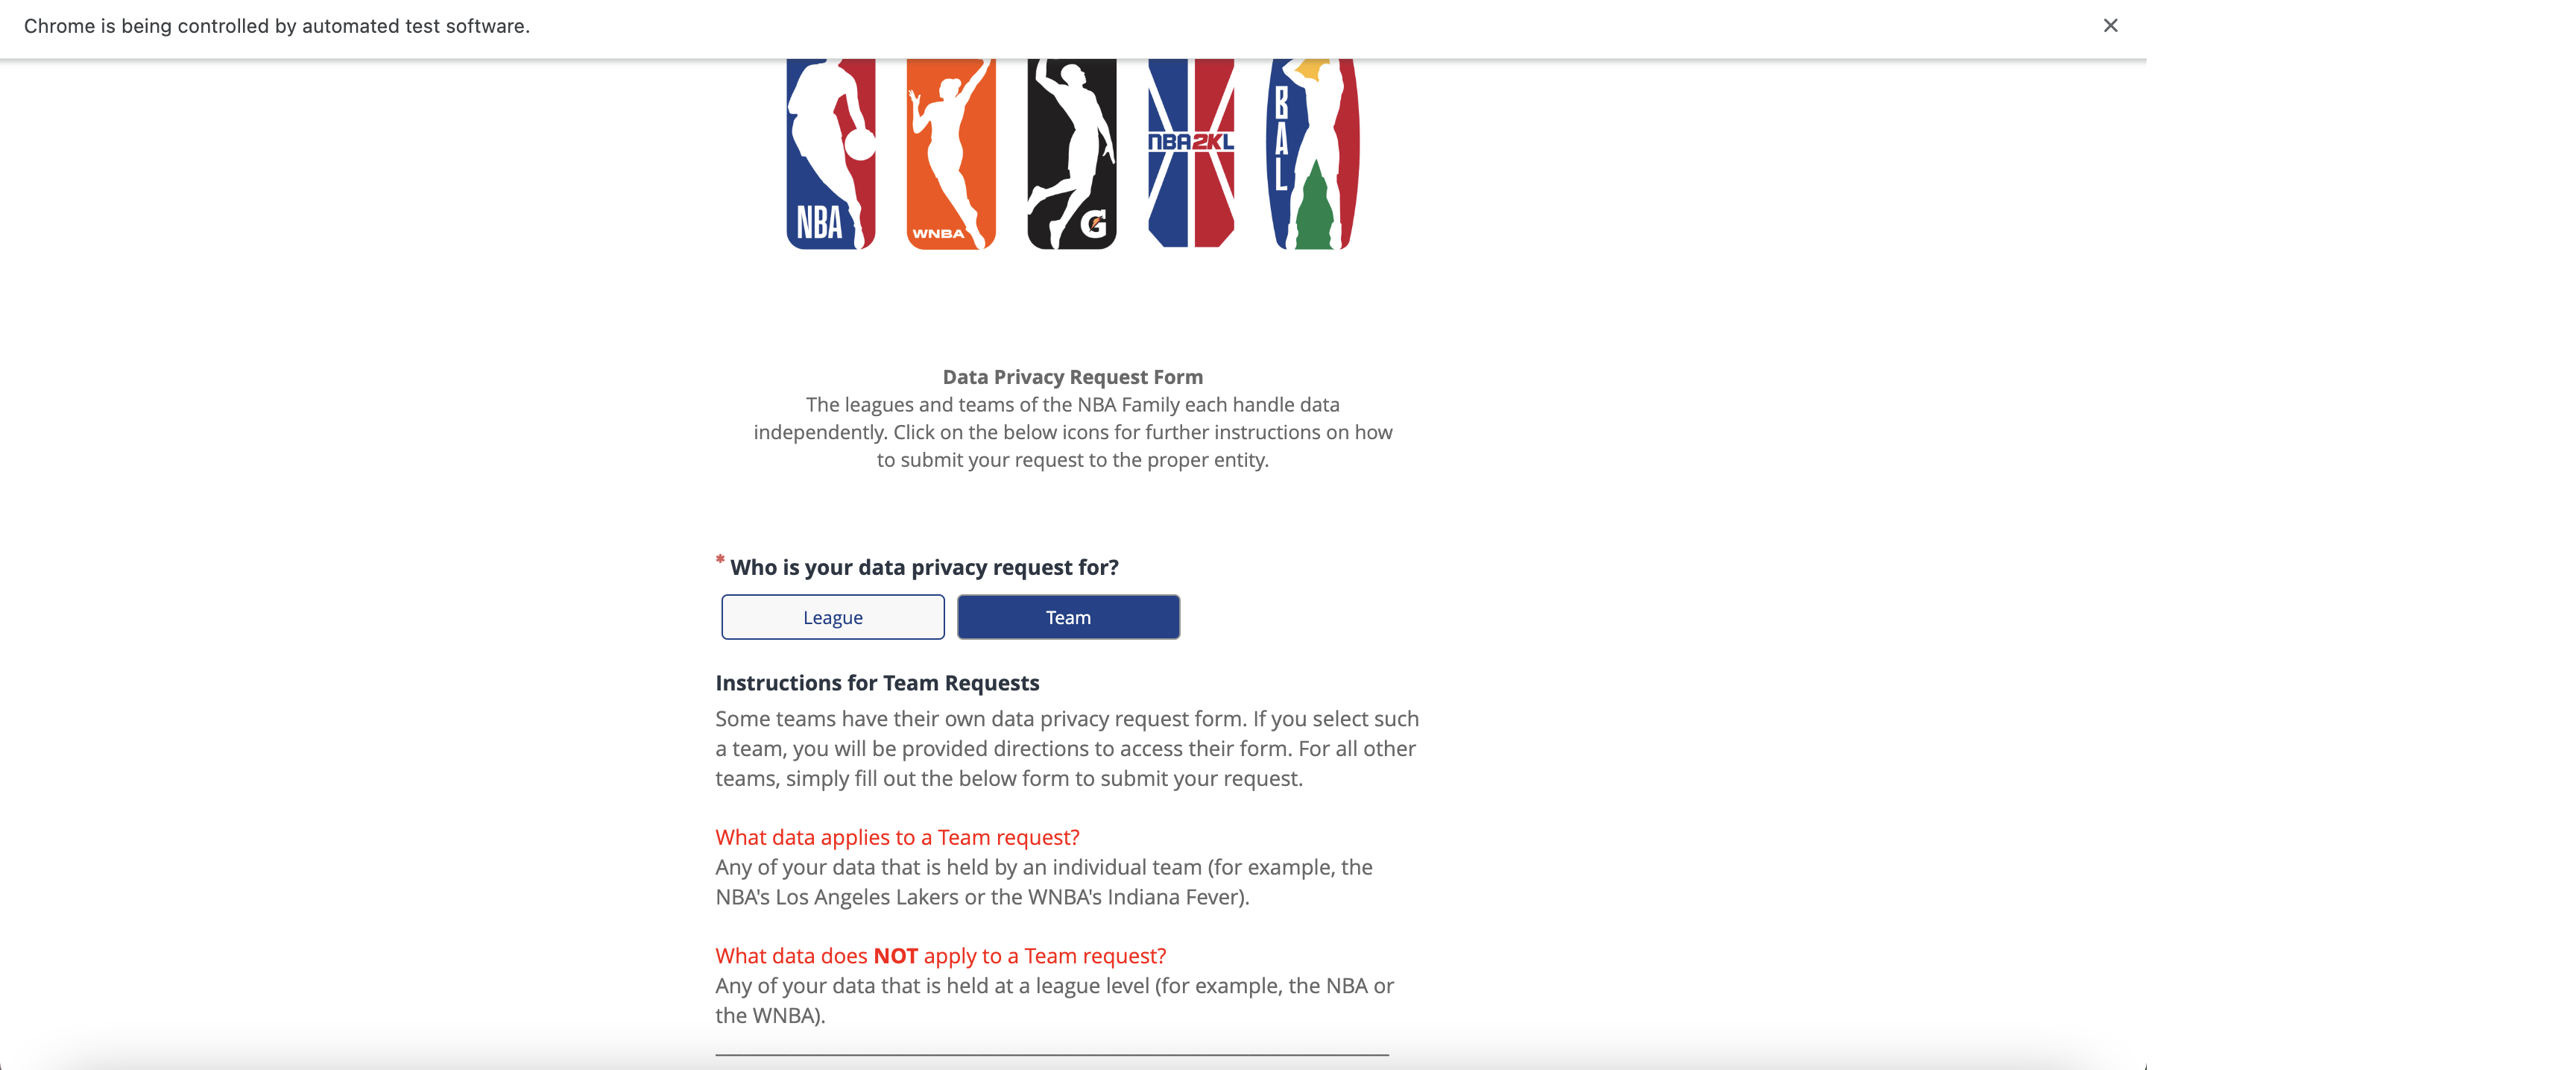 Chrome is being controlled by automated test software.
NBA
WNBA
G
NBA2KL
BAL
Data Privacy Request Form
The leagues and teams of the NBA Family each handle data
independently. Click on the below icons for further instructions on how
to submit your request to the proper entity.
* Who is your data privacy request for?
League
Team
Instructions for Team Requests
Some teams have their own data privacy request form. If you select such
a team, you will be provided directions to access their form. For all other
teams, simply fill out the below form to submit your request.
What data applies to a Team request?
Any of your data that is held by an individual team (for example, the
NBA's Los Angeles Lakers or the WNBA's Indiana Fever).
What data does NOT apply to a Team request?
Any of your data that is held at a league level (for example, the NBA or
the WNBA).